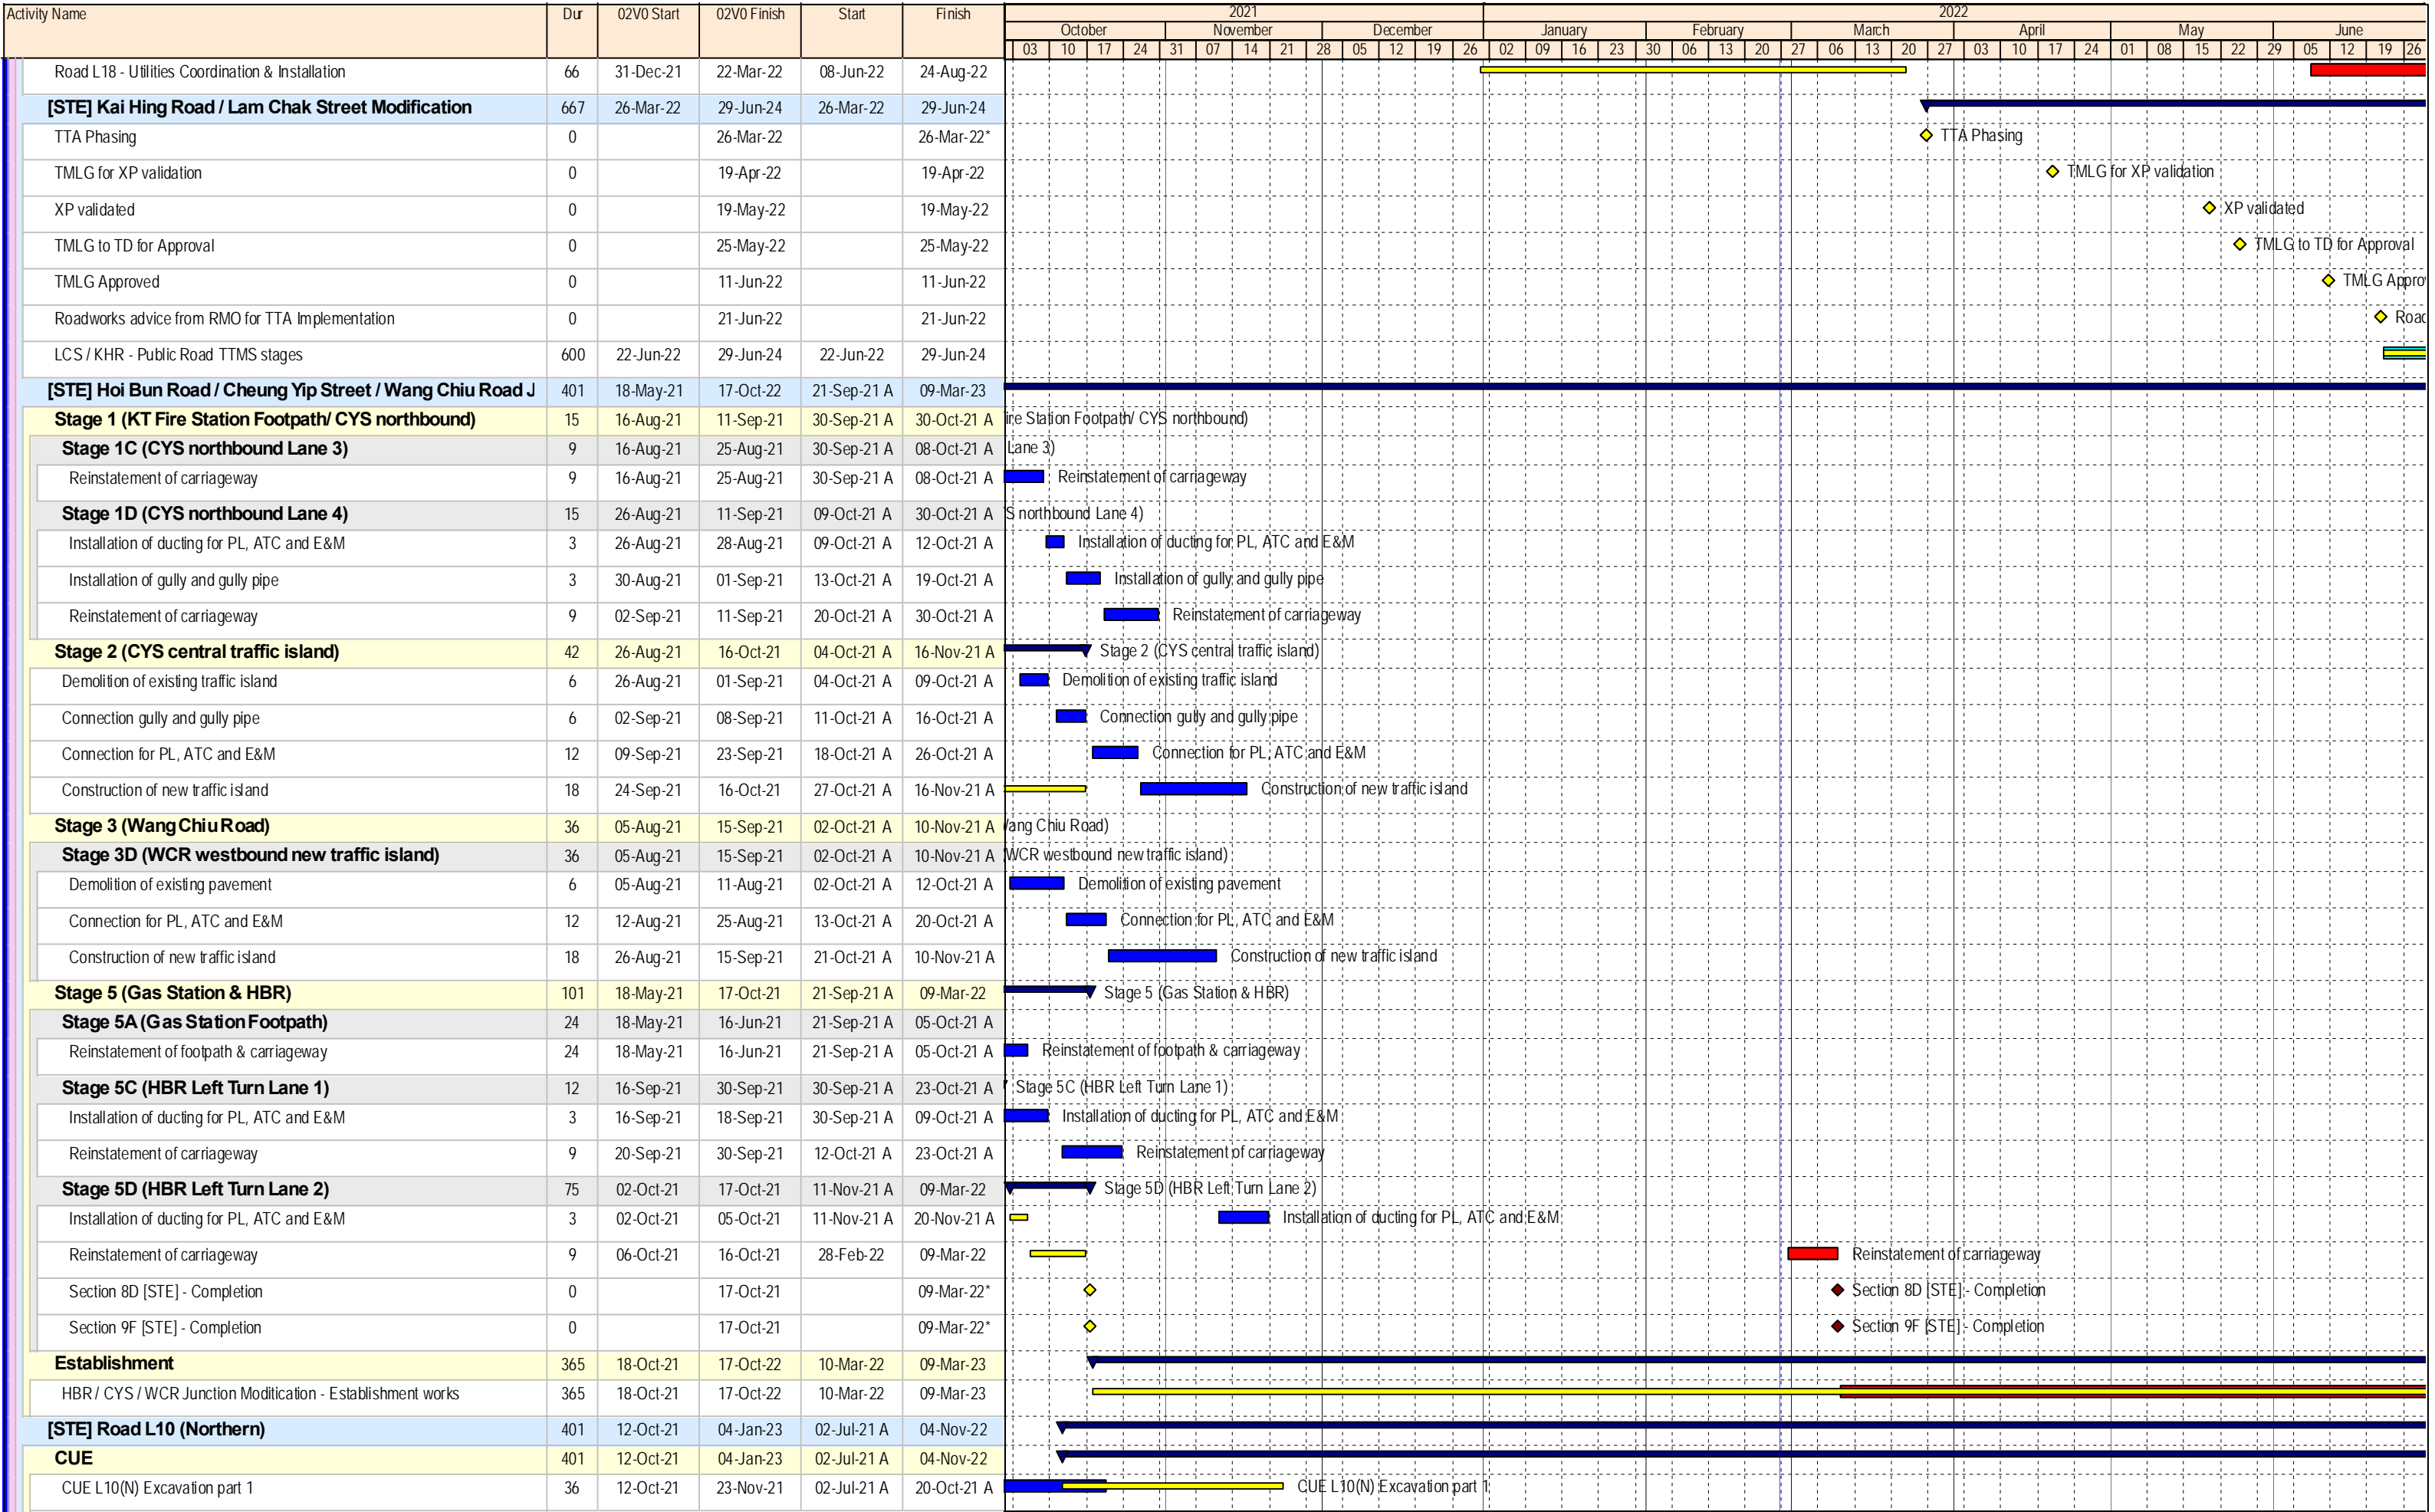 Activity Name Dur 02V0 Start 02V0 Finish Start Finish 2021 2022
October November December January February March April May June
03 10 17 24 31 07 14 21 28 05 12 19 26 02 09 16 23 30 06 13 20 27 06 13 20 27 03 10 17 24 01 08 15 22 29 05 12 19 26
Road L18 - Utilities Coordination & Installation 66 31-Dec-21 22-Mar-22 08-Jun-22 24-Aug-22
[STE] Kai Hing Road / Lam Chak Street Modification 667 26-Mar-22 29-Jun-24 26-Mar-22 29-Jun-24
TTA Phasing 0 26-Mar-22 26-Mar-22* TTA Phasing
TMLG for XP validation 0 19-Apr-22 19-Apr-22 TMLG for XP validation
XP validated 0 19-May-22 19-May-22 XP validated
TMLG to TD for Approval 0 25-May-22 25-May-22 TMLG to TD for Approval
TMLG Approved 0 11-Jun-22 11-Jun-22 TMLG Appro
Roadworks advice from RMO for TTA Implementation 0 21-Jun-22 21-Jun-22 Road
LCS / KHR - Public Road TTMS stages 600 22-Jun-22 29-Jun-24 22-Jun-22 29-Jun-24
[STE] Hoi Bun Road / Cheung Yip Street / Wang Chiu Road J 401 18-May-21 17-Oct-22 21-Sep-21 A 09-Mar-23
Stage 1 (KT Fire Station Footpath/ CYS northbound) 15 16-Aug-21 11-Sep-21 30-Sep-21 A 30-Oct-21 A ire Station Footpath/ CYS northbound)
Stage 1C (CYS northbound Lane 3) 9 16-Aug-21 25-Aug-21 30-Sep-21 A 08-Oct-21 A Lane 3)
Reinstatement of carriageway 9 16-Aug-21 25-Aug-21 30-Sep-21 A 08-Oct-21 A Reinstatement of carriageway
Stage 1D (CYS northbound Lane 4) 15 26-Aug-21 11-Sep-21 09-Oct-21 A 30-Oct-21 A S northbound Lane 4)
Installation of ducting for PL, ATC and E&M 3 26-Aug-21 28-Aug-21 09-Oct-21 A 12-Oct-21 A Installation of ducting for PL, ATC and E&M
Installation of gully and gully pipe 3 30-Aug-21 01-Sep-21 13-Oct-21 A 19-Oct-21 A Installation of gully and gully pipe
Reinstatement of carriageway 9 02-Sep-21 11-Sep-21 20-Oct-21 A 30-Oct-21 A Reinstatement of carriageway
Stage 2 (CYS central traffic island) 42 26-Aug-21 16-Oct-21 04-Oct-21 A 16-Nov-21 A Stage 2 (CYS central traffic island)
Demolition of existing traffic island 6 26-Aug-21 01-Sep-21 04-Oct-21 A 09-Oct-21 A Demolition of existing traffic island
Connection gully and gully pipe 6 02-Sep-21 08-Sep-21 11-Oct-21 A 16-Oct-21 A Connection gully and gully pipe
Connection for PL, ATC and E&M 12 09-Sep-21 23-Sep-21 18-Oct-21 A 26-Oct-21 A Connection for PL, ATC and E&M
Construction of new traffic island 18 24-Sep-21 16-Oct-21 27-Oct-21 A 16-Nov-21 A Construction of new traffic island
Stage 3 (Wang Chiu Road) 36 05-Aug-21 15-Sep-21 02-Oct-21 A 10-Nov-21 A ang Chiu Road)
Stage 3D (WCR westbound new traffic island) 36 05-Aug-21 15-Sep-21 02-Oct-21 A 10-Nov-21 A WCR westbound new traffic island)
Demolition of existing pavement 6 05-Aug-21 11-Aug-21 02-Oct-21 A 12-Oct-21 A Demolition of existing pavement
Connection for PL, ATC and E&M 12 12-Aug-21 25-Aug-21 13-Oct-21 A 20-Oct-21 A Connection for PL, ATC and E&M
Construction of new traffic island 18 26-Aug-21 15-Sep-21 21-Oct-21 A 10-Nov-21 A Construction of new traffic island
Stage 5 (Gas Station & HBR) 101 18-May-21 17-Oct-21 21-Sep-21 A 09-Mar-22 Stage 5 (Gas Station & HBR)
Stage 5A (Gas Station Footpath) 24 18-May-21 16-Jun-21 21-Sep-21 A 05-Oct-21 A
Reinstatement of footpath & carriageway 24 18-May-21 16-Jun-21 21-Sep-21 A 05-Oct-21 A Reinstatement of footpath & carriageway
Stage 5C (HBR Left Turn Lane 1) 12 16-Sep-21 30-Sep-21 30-Sep-21 A 23-Oct-21 A Stage 5C (HBR Left Turn Lane 1)
Installation of ducting for PL, ATC and E&M 3 16-Sep-21 18-Sep-21 30-Sep-21 A 09-Oct-21 A Installation of ducting for PL, ATC and E&M
Reinstatement of carriageway 9 20-Sep-21 30-Sep-21 12-Oct-21 A 23-Oct-21 A Reinstatement of carriageway
Stage 5D (HBR Left Turn Lane 2) 75 02-Oct-21 17-Oct-21 11-Nov-21 A 09-Mar-22 Stage 5D (HBR Left Turn Lane 2)
Installation of ducting for PL, ATC and E&M 3 02-Oct-21 05-Oct-21 11-Nov-21 A 20-Nov-21 A Installation of ducting for PL, ATC and E&M
Reinstatement of carriageway 9 06-Oct-21 16-Oct-21 28-Feb-22 09-Mar-22 Reinstatement of carriageway
Section 8D [STE] - Completion 0 17-Oct-21 09-Mar-22* Section 8D [STE] - Completion
Section 9F [STE] - Completion 0 17-Oct-21 09-Mar-22* Section 9F [STE] - Completion
Establishment 365 18-Oct-21 17-Oct-22 10-Mar-22 09-Mar-23
HBR / CYS / WCR Junction Moditication - Establishment works 365 18-Oct-21 17-Oct-22 10-Mar-22 09-Mar-23
[STE] Road L10 (Northern) 401 12-Oct-21 04-Jan-23 02-Jul-21 A 04-Nov-22
CUE 401 12-Oct-21 04-Jan-23 02-Jul-21 A 04-Nov-22
CUE L10(N) Excavation part 1 36 12-Oct-21 23-Nov-21 02-Jul-21 A 20-Oct-21 A CUE L10(N) Excavation part 1